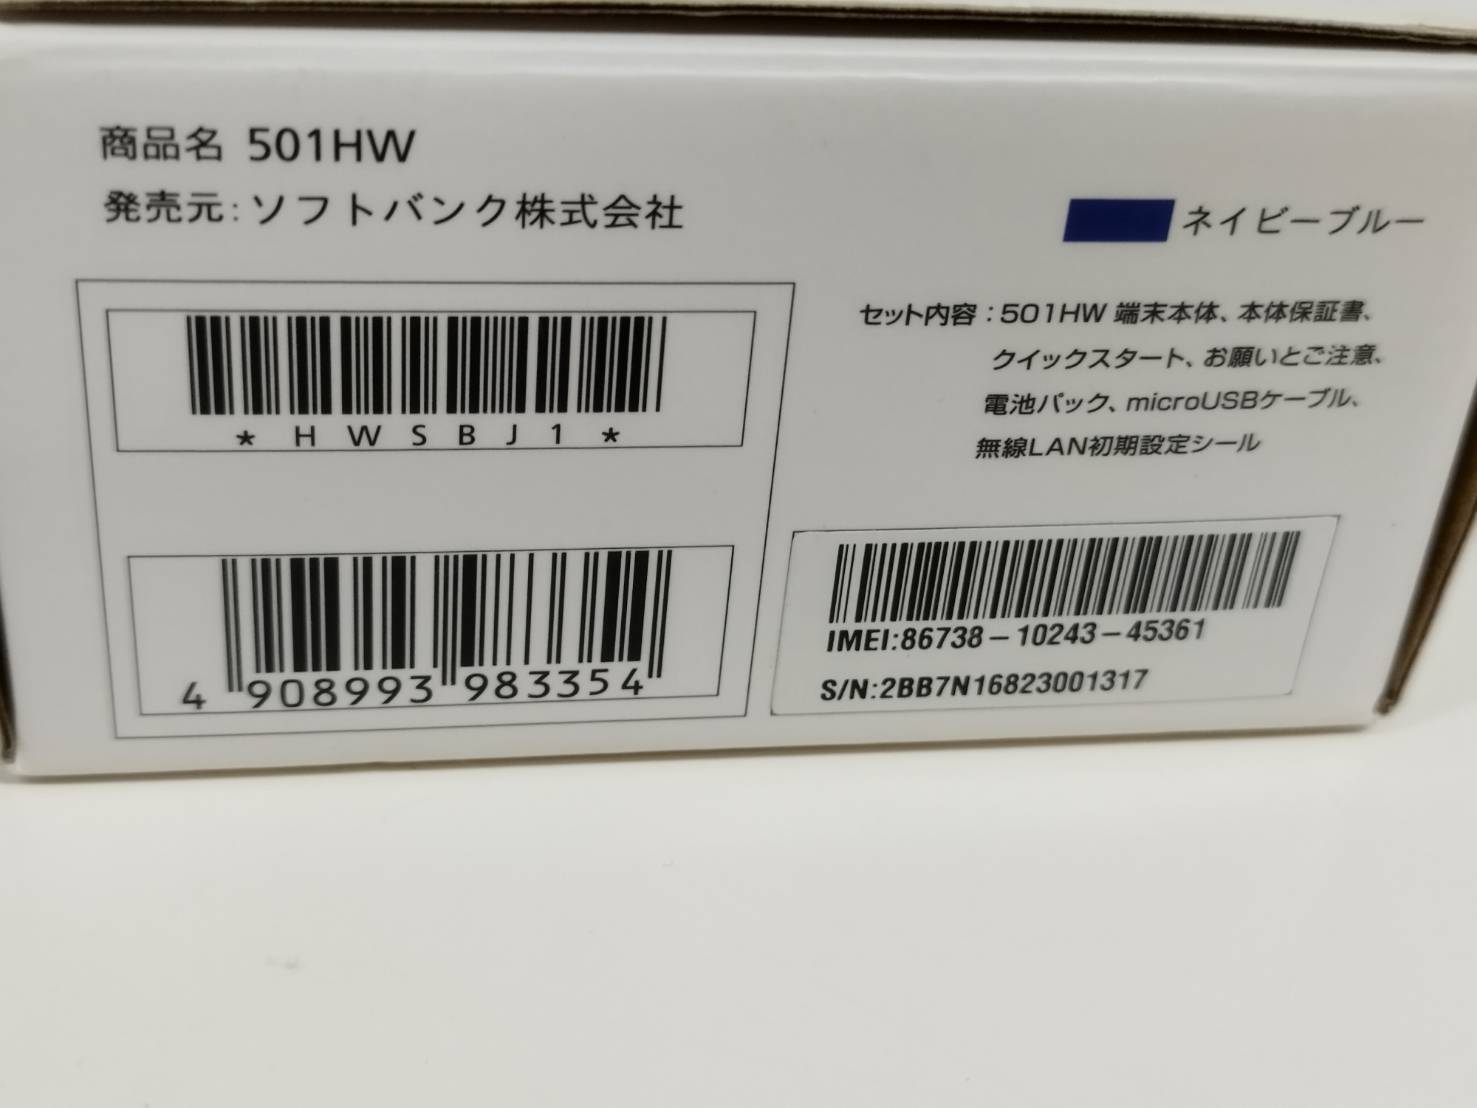 商品名 501HW
発売元:ソフトバンク株式会社
ネイビーブルー
セット内容:501HW 端末本体、本体保証書、
クイックスタート、お願いとご注意、
電池パック、microUSBケーブル、
無線LAN初期設定シール
*HWSBJ1*
4 908993 983354
IMEI:86738-10243-45361
S/N:2BB7N16823001317